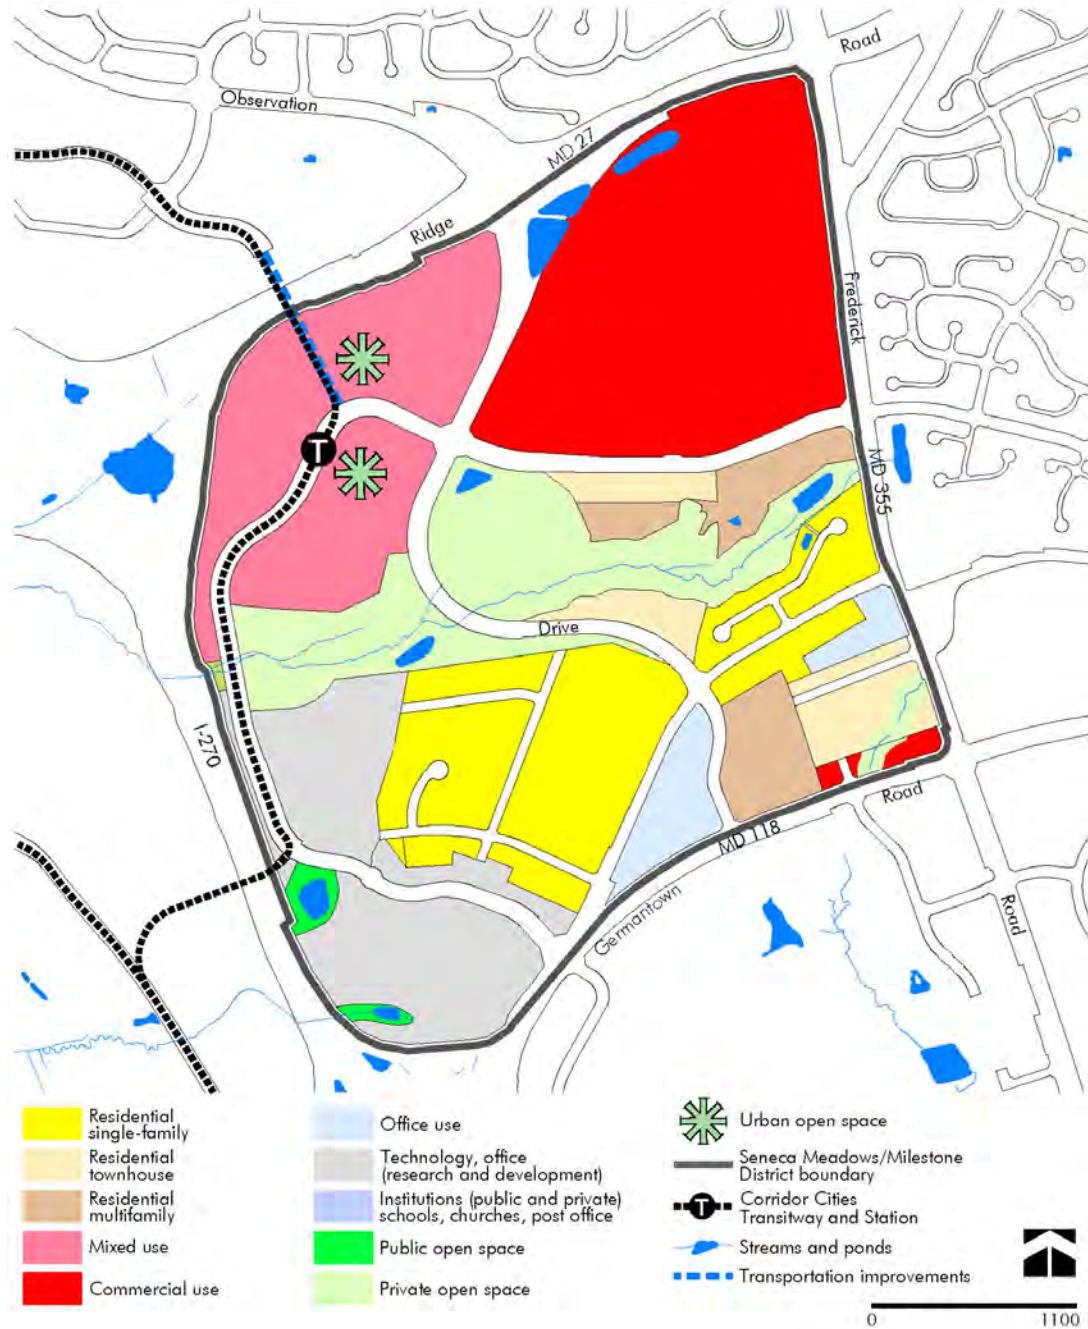 Road
Observation
MD 27
Ridge
Frederick
T
MD 355
Drive
I-270
Road
MD 118
Germantown
Road
Residential
single-family
Residential
townhouse
Residential
multifamily
Mixed use
Commercial use
Office use
Technology, office
(research and development)
Institutions (public and private)
schools, churches, post office
Public open space
Private open space
Urban open space
Seneca Meadows/Milestone
District boundary
T
Corridor Cities
Transitway and Station
Streams and ponds
Transportation improvements
0 1100